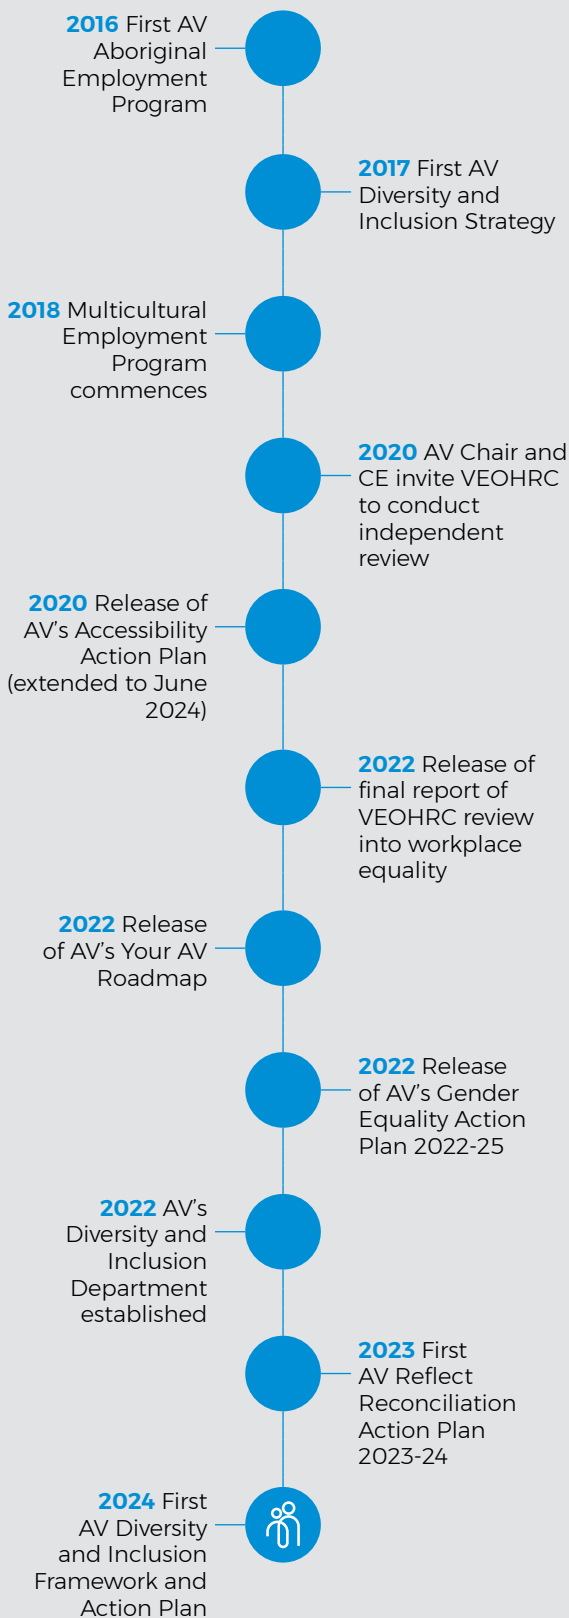 2016 First AV
Aboriginal
Employment
Program
2017 First AV
Diversity and
Inclusion Strategy
2018 Multicultural
Employment
Program
commences
2020 AV Chair and
CE invite VEOHRC
to conduct
independent
review
2020 Release of
AV’s Accessibility
Action Plan
(extended to June
2024)
2022 Release of
final report of
VEOHRC review
into workplace
equality
2022 Release
of AV’s Your AV
Roadmap
2022 Release
of AV’s Gender
Equality Action
Plan 2022-25
2022 AV’s
Diversity and
Inclusion
Department
established
2023 First
AV Reflect
Reconciliation
Action Plan
2023-24
2024 First
AV Diversity
and Inclusion
Framework and
Action Plan